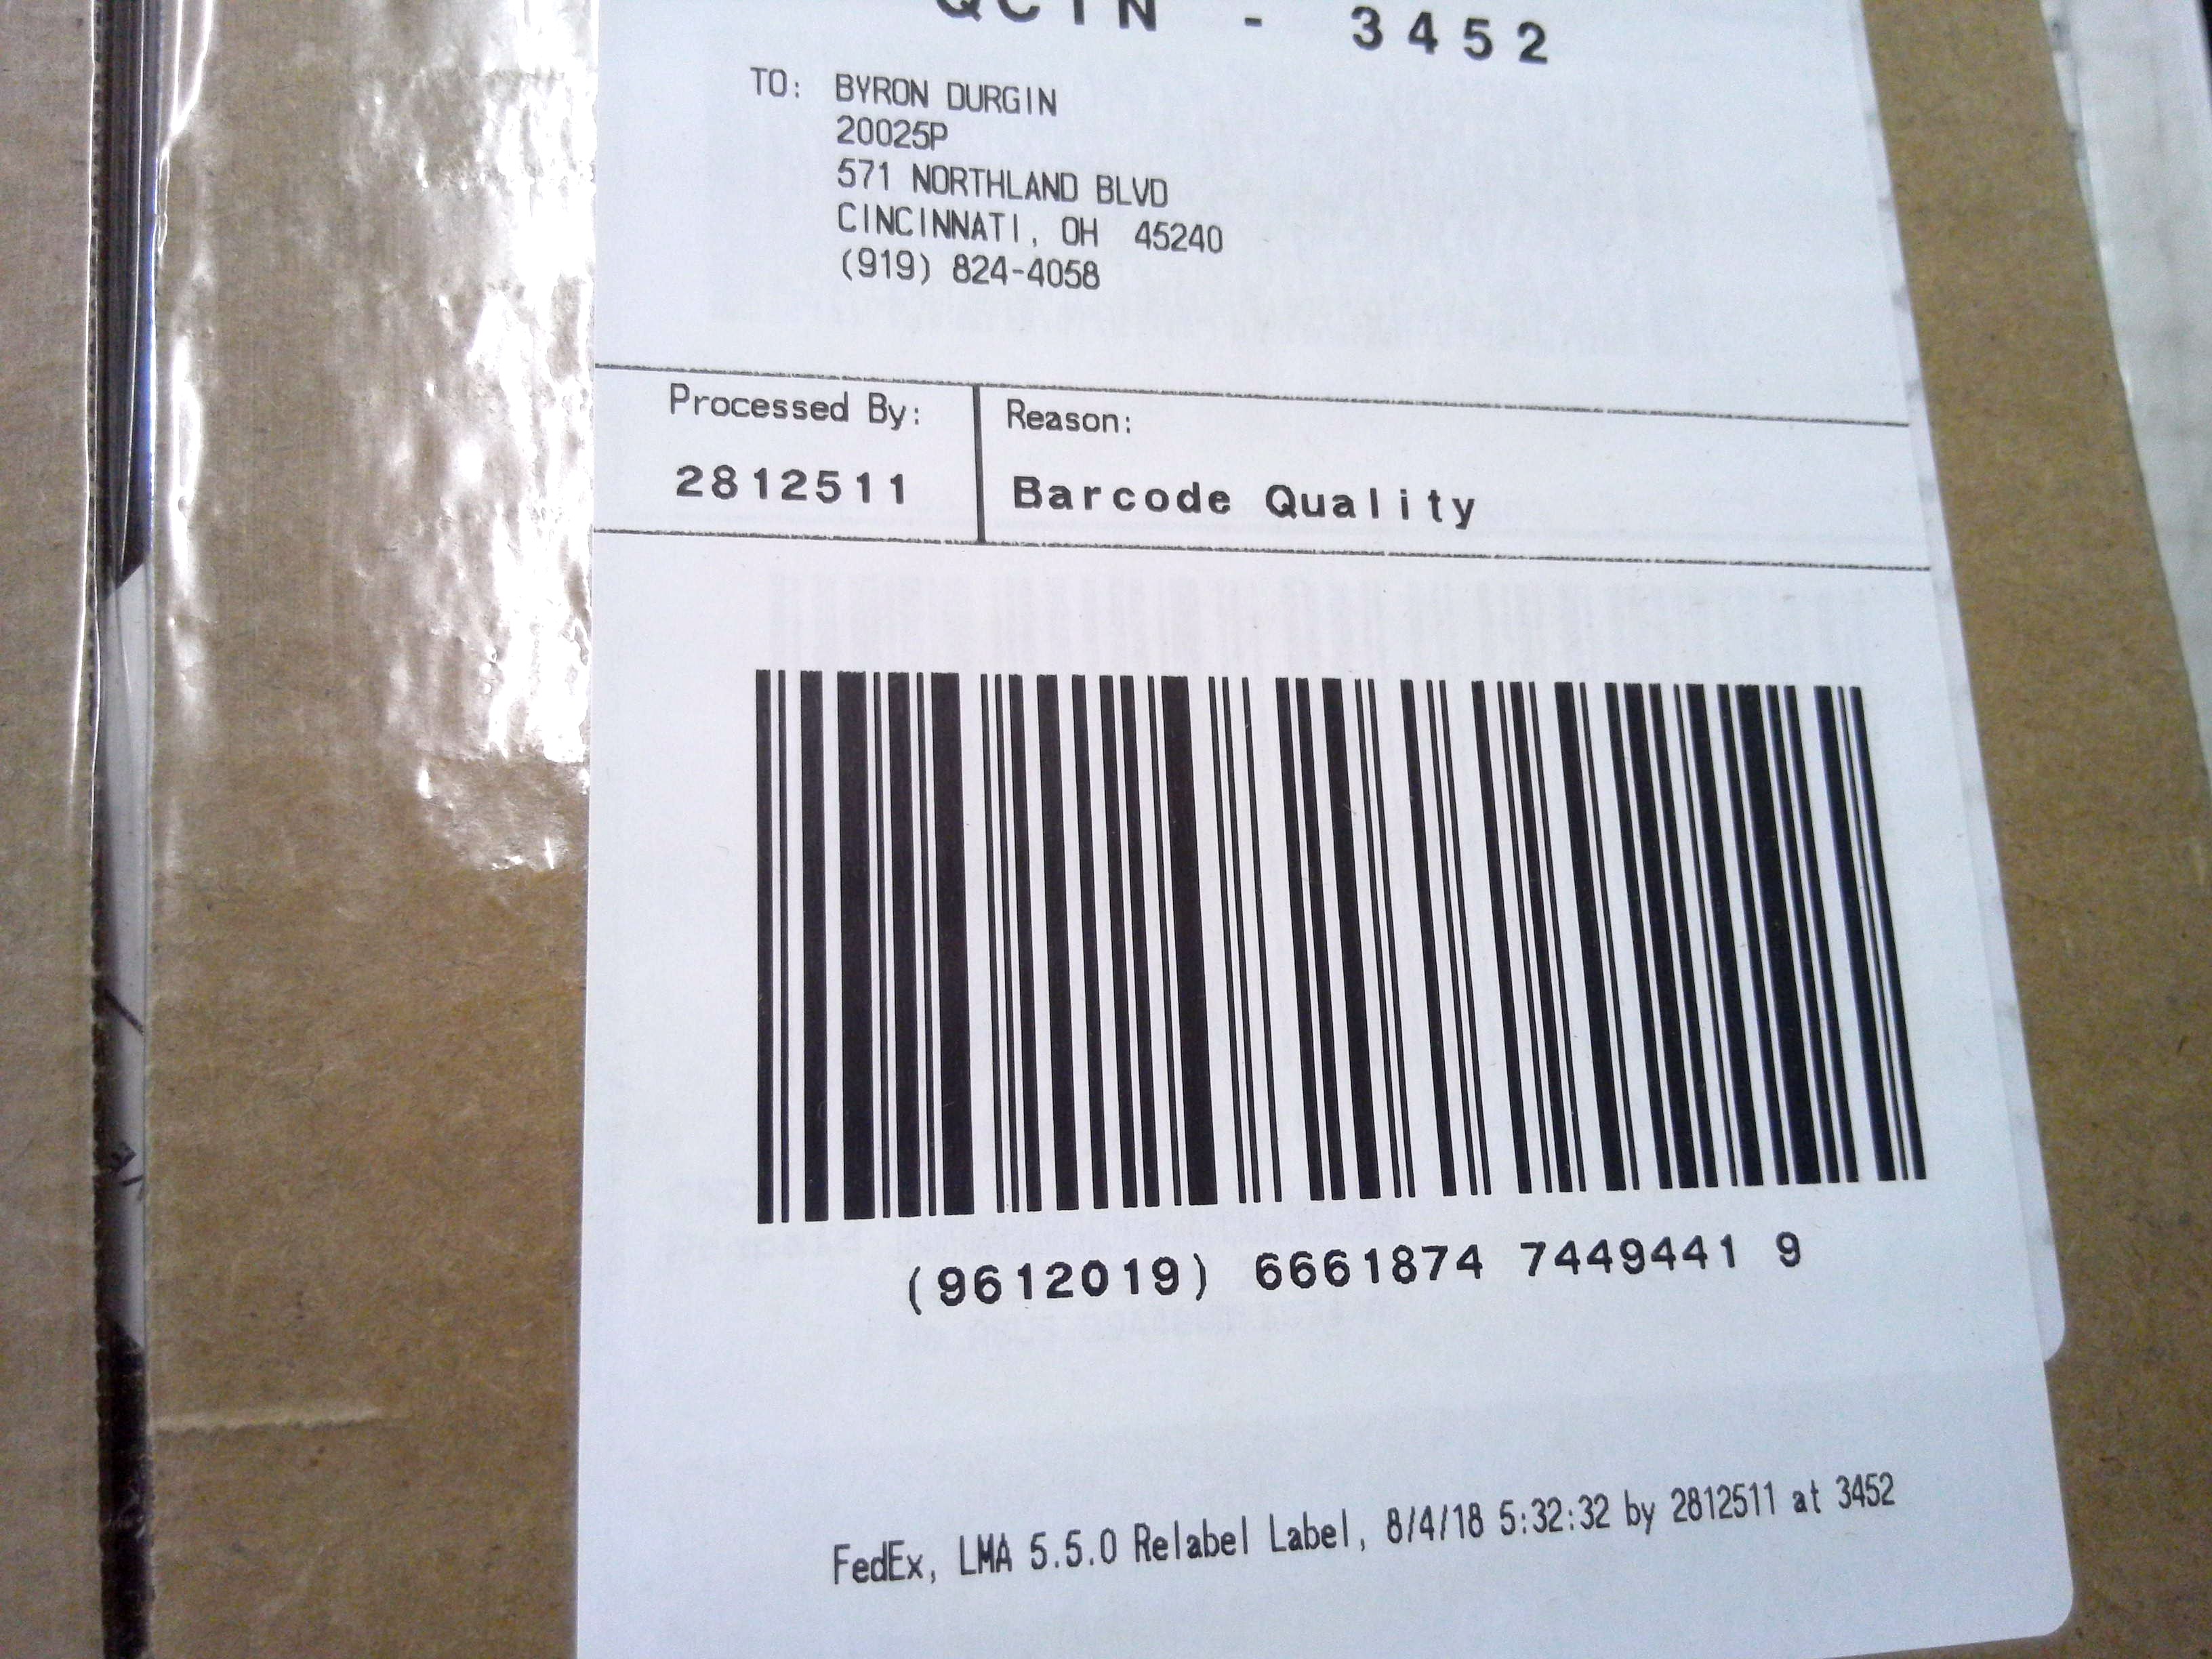 QCIN - 3452
TO: BYRON DURGIN
20025P
571 NORTHLAND BLVD
CINCINNATI, OH 45240
(919) 824-4058
Processed By:
2812511
Reason:
Barcode Quality
(9612019) 6661874 7449441 9
FedEx, LMA 5.5.0 Relabel Label, 8/4/18 5:32:32 by 2812511 at 3452